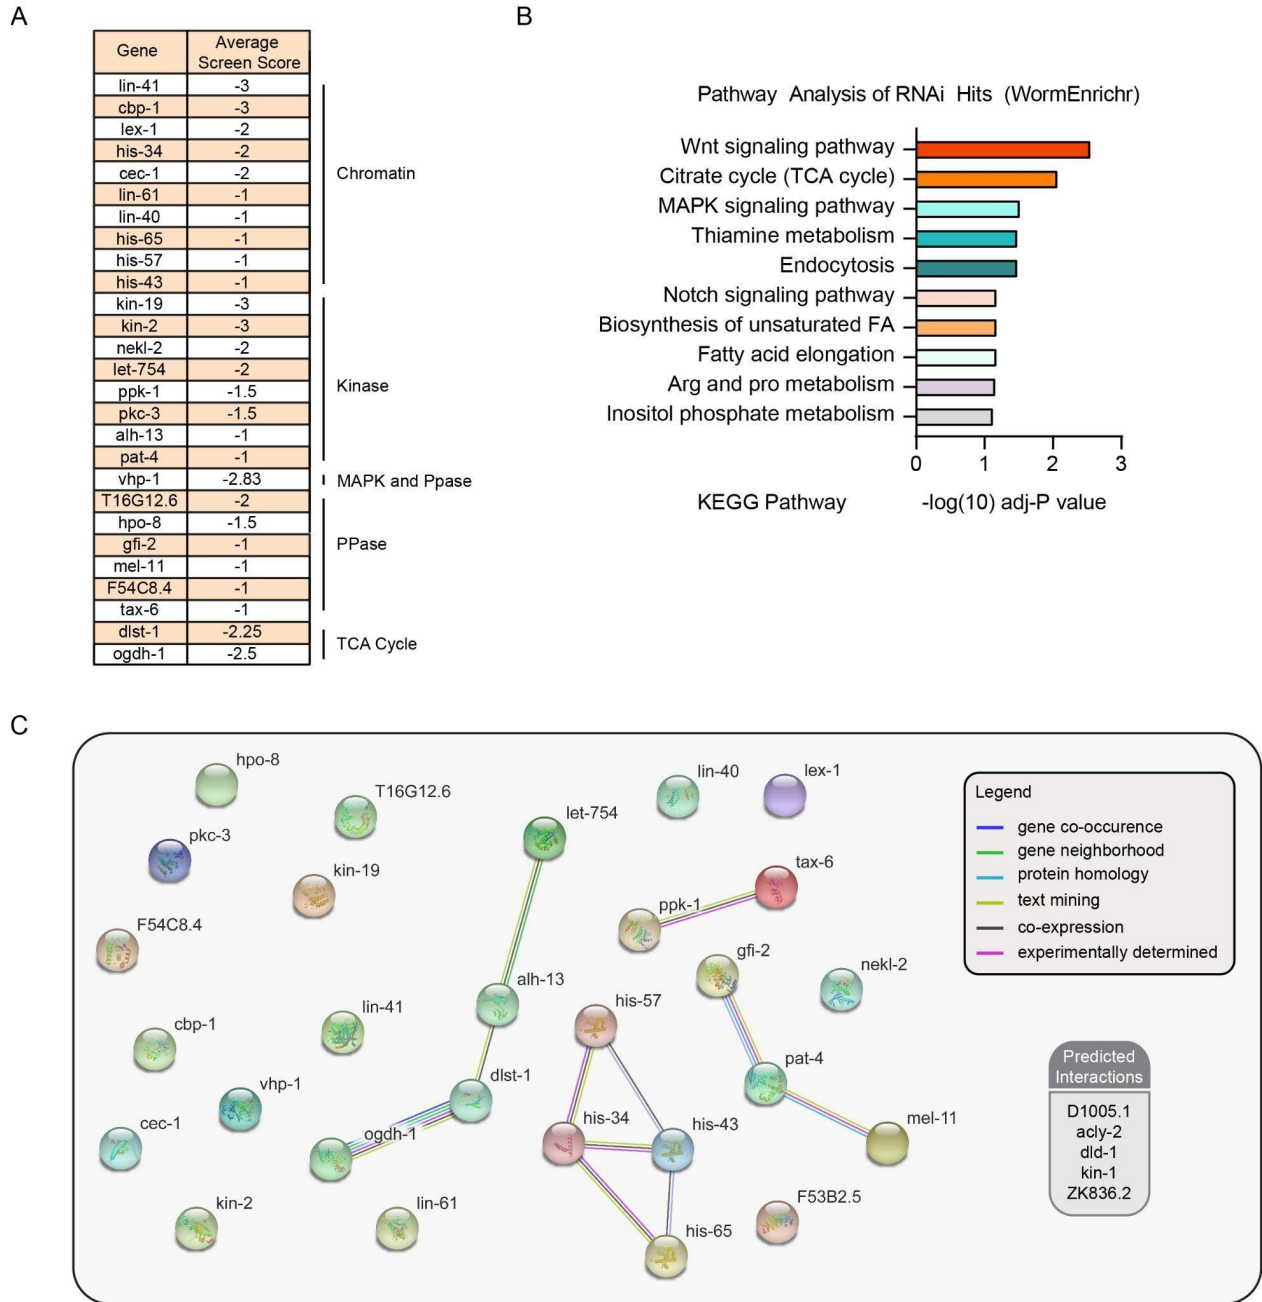 A
Gene
Average
Screen Score
lin-41 -3
cbp-1 -3
lex-1 -2
his-34 -2
cec-1 -2
lin-61 -1
lin-40 -1
his-65 -1
his-57 -1
his-43 -1
Chromatin
kin-19 -3
kin-2 -3
nekl-2 -2
let-754 -2
ppk-1 -1.5
pkc-3 -1.5
alh-13 -1
pat-4 -1
Kinase
vhp-1 -2.83
MAPK and Ppase
T16G12.6 -2
hpo-8 -1.5
gfi-2 -1
mel-11 -1
F54C8.4 -1
tax-6 -1
PPase
dlst-1 -2.25
ogdh-1 -2.5
TCA Cycle
B
Pathway Analysis of RNAi Hits (WormEnrichr)
Wnt signaling pathway
Citrate cycle (TCA cycle)
MAPK signaling pathway
Thiamine metabolism
Endocytosis
Notch signaling pathway
Biosynthesis of unsaturated FA
Fatty acid elongation
Arg and pro metabolism
Inositol phosphate metabolism
0 1 2 3
KEGG Pathway -log(10) adj-P value
C
hpo-8
T16G12.6
pkc-3
kin-19
F54C8.4
let-754
lin-40
lex-1
tax-6
ppk-1
gfi-2
nekl-2
alh-13
his-57
lin-41
cbp-1
vhp-1
dlst-1
pat-4
cec-1
ogdh-1
his-34
his-43
mel-11
kin-2
lin-61
his-65
F53B2.5
Legend
gene co-occurence
gene neighborhood
protein homology
text mining
co-expression
experimentally determined
Predicted
Interactions
D1005.1
acly-2
dld-1
kin-1
ZK836.2